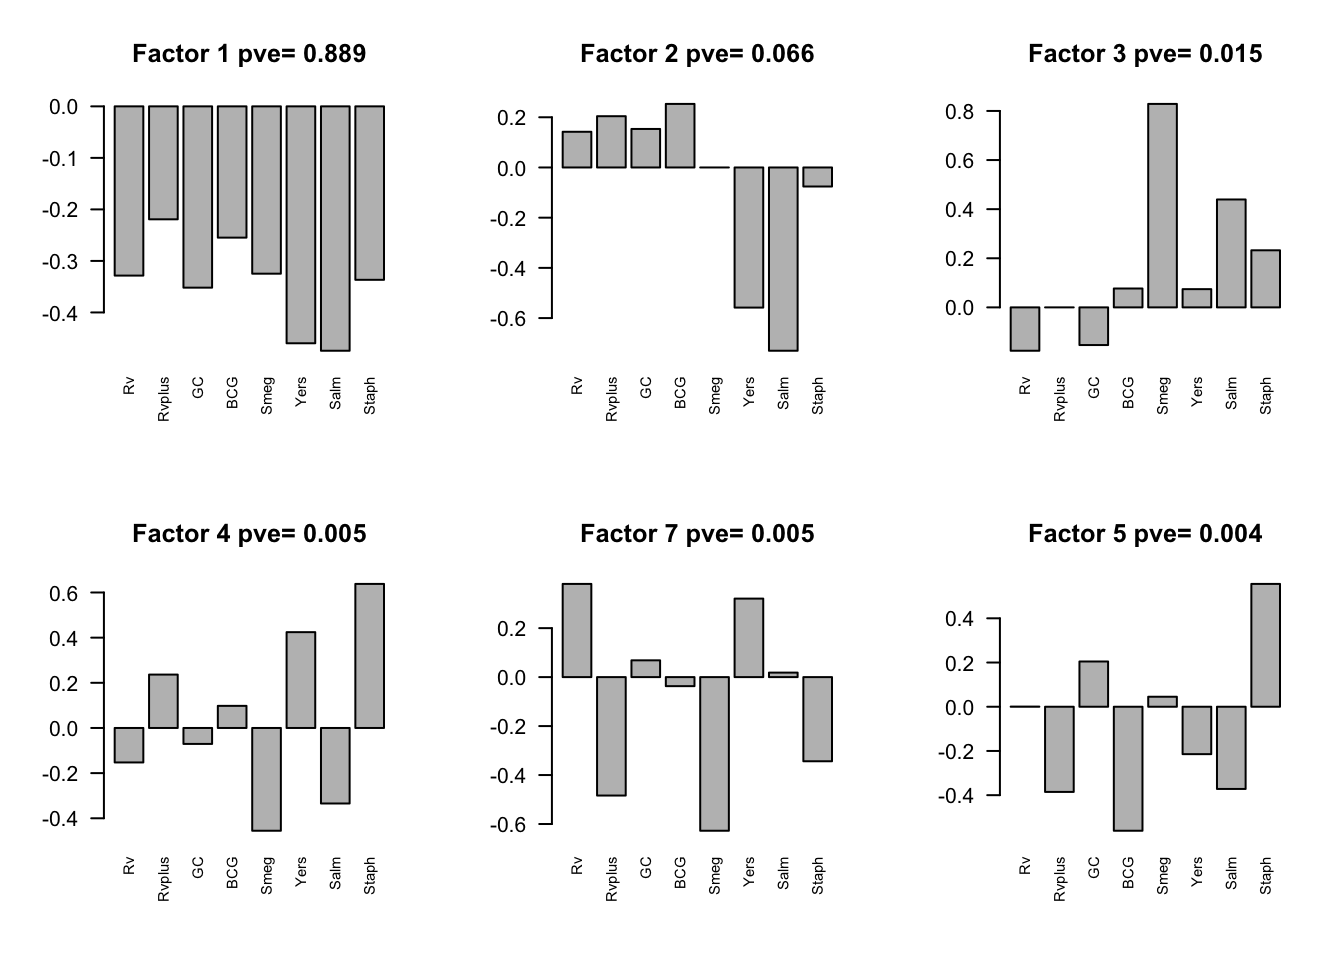 Factor 1 pve= 0.889
0.0
-0.1
-0.2
-0.3
-0.4
Rv
Rvplus
GC
BCG
Smeg
Yers
Salm
Staph
Factor 2 pve= 0.066
0.2
0.0
-0.2
-0.4
-0.6
Rv
Rvplus
GC
BCG
Smeg
Yers
Salm
Staph
Factor 3 pve= 0.015
0.8
0.6
0.4
0.2
0.0
Rv
Rvplus
GC
BCG
Smeg
Yers
Salm
Staph
Factor 4 pve= 0.005
0.6
0.4
0.2
0.0
-0.2
-0.4
Rv
Rvplus
GC
BCG
Smeg
Yers
Salm
Staph
Factor 7 pve= 0.005
0.2
0.0
-0.2
-0.4
-0.6
Rv
Rvplus
GC
BCG
Smeg
Yers
Salm
Staph
Factor 5 pve= 0.004
0.4
0.2
0.0
-0.2
-0.4
Rv
Rvplus
GC
BCG
Smeg
Yers
Salm
Staph